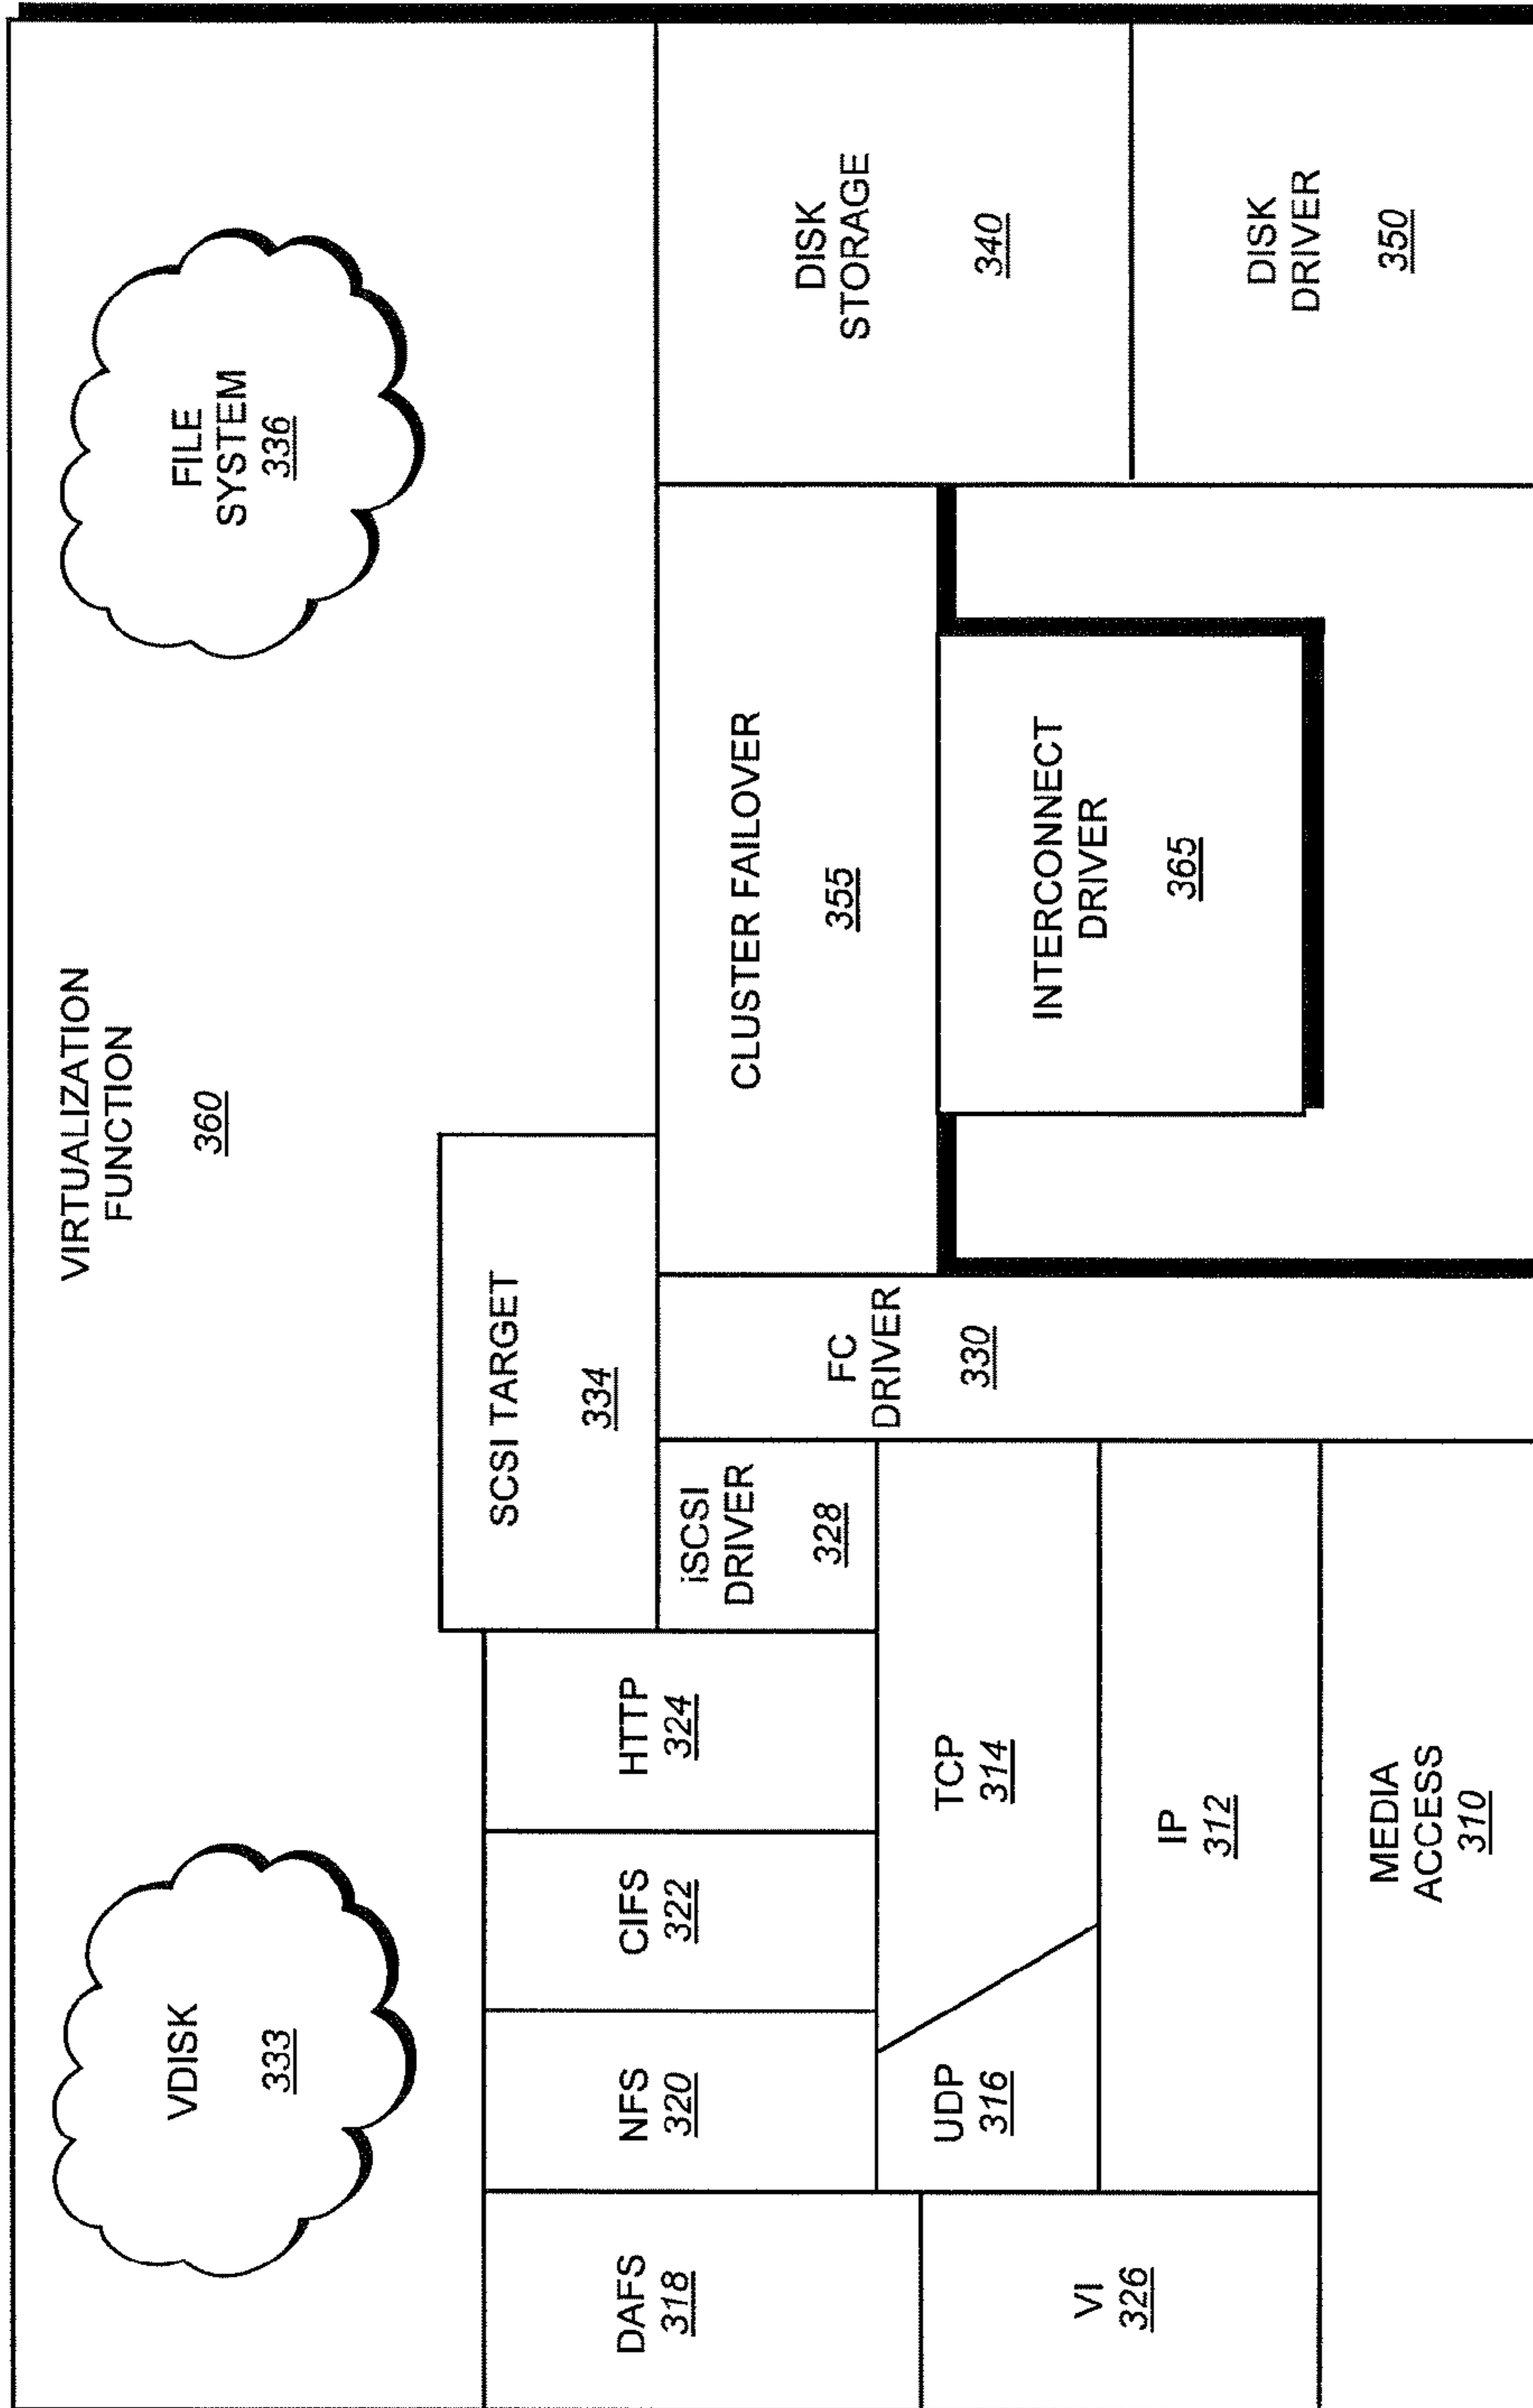 VIRTUALIZATION
FUNCTION
360
VDISK
333
FILE
SYSTEM
336
SCSI TARGET
334
DAFS
318
NFS
320
CIFS
322
HTTP
324
iSCSI
DRIVER
328
FC
DRIVER
330
CLUSTER FAILOVER
355
DISK
STORAGE
340
VI
326
UDP
316
TCP
314
IP
312
MEDIA
ACCESS
310
INTERCONNECT
DRIVER
365
DISK
DRIVER
350